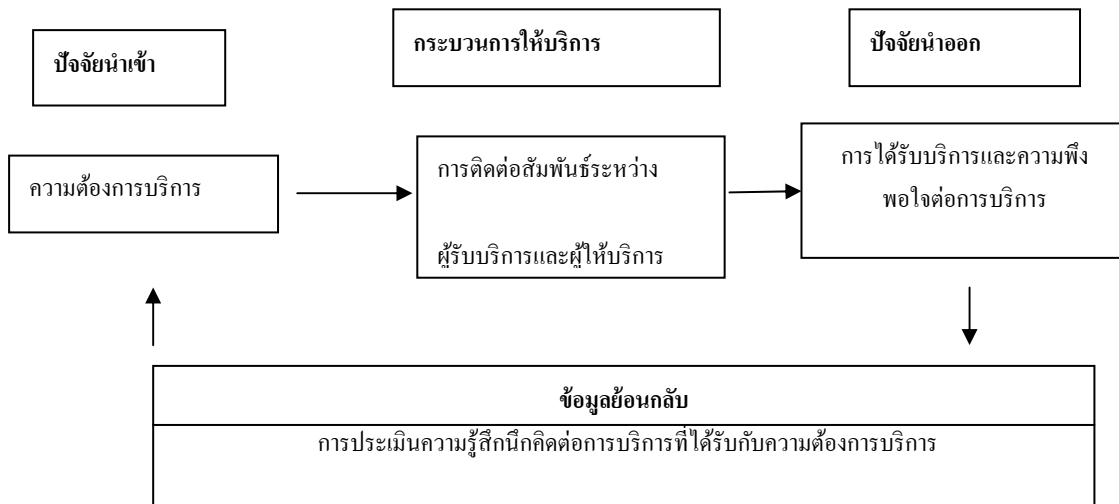 ปัจจัยนำเข้า
กระบวนการให้บริการ
ปัจจัยนำออก
ความต้องการบริการ
การติดต่อสัมพันธ์ระหว่าง
ผู้รับบริการและผู้ให้บริการ
การได้รับบริการและความพึง
พอใจต่อการบริการ
ข้อมูลย้อนกลับ
การประเมินความรู้สึกนึกคิดต่อการบริการที่ได้รับกับความต้องการบริการ